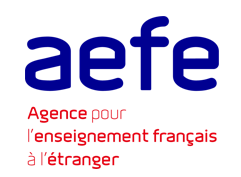 aefe
Agence pour
l'enseignement français
à l'étranger